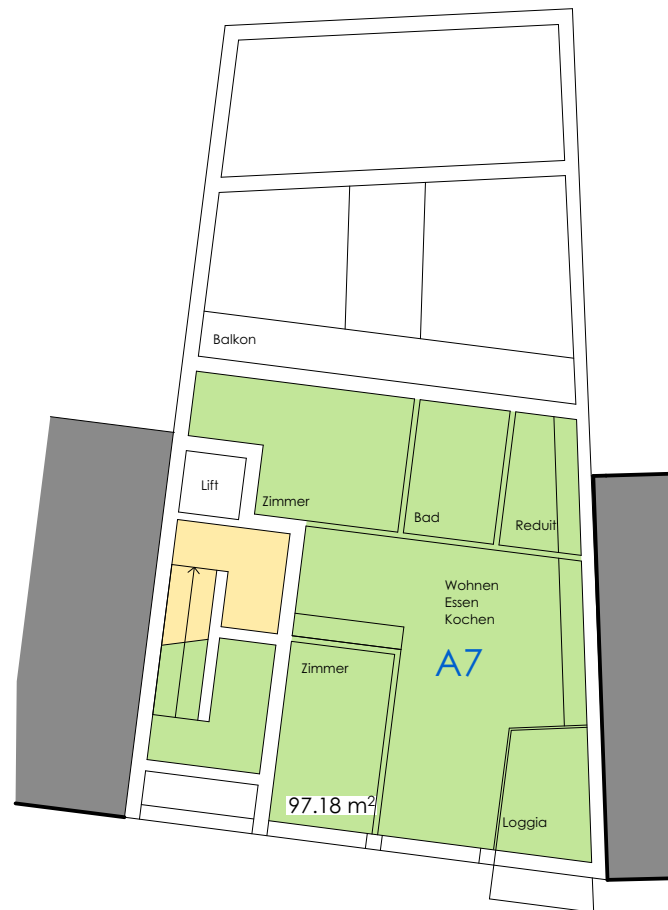 Balkon
Lift
Zimmer
Bad
Reduit
Wohnen
Essen
Kochen
A7
Zimmer
97.18 m²
Loggia